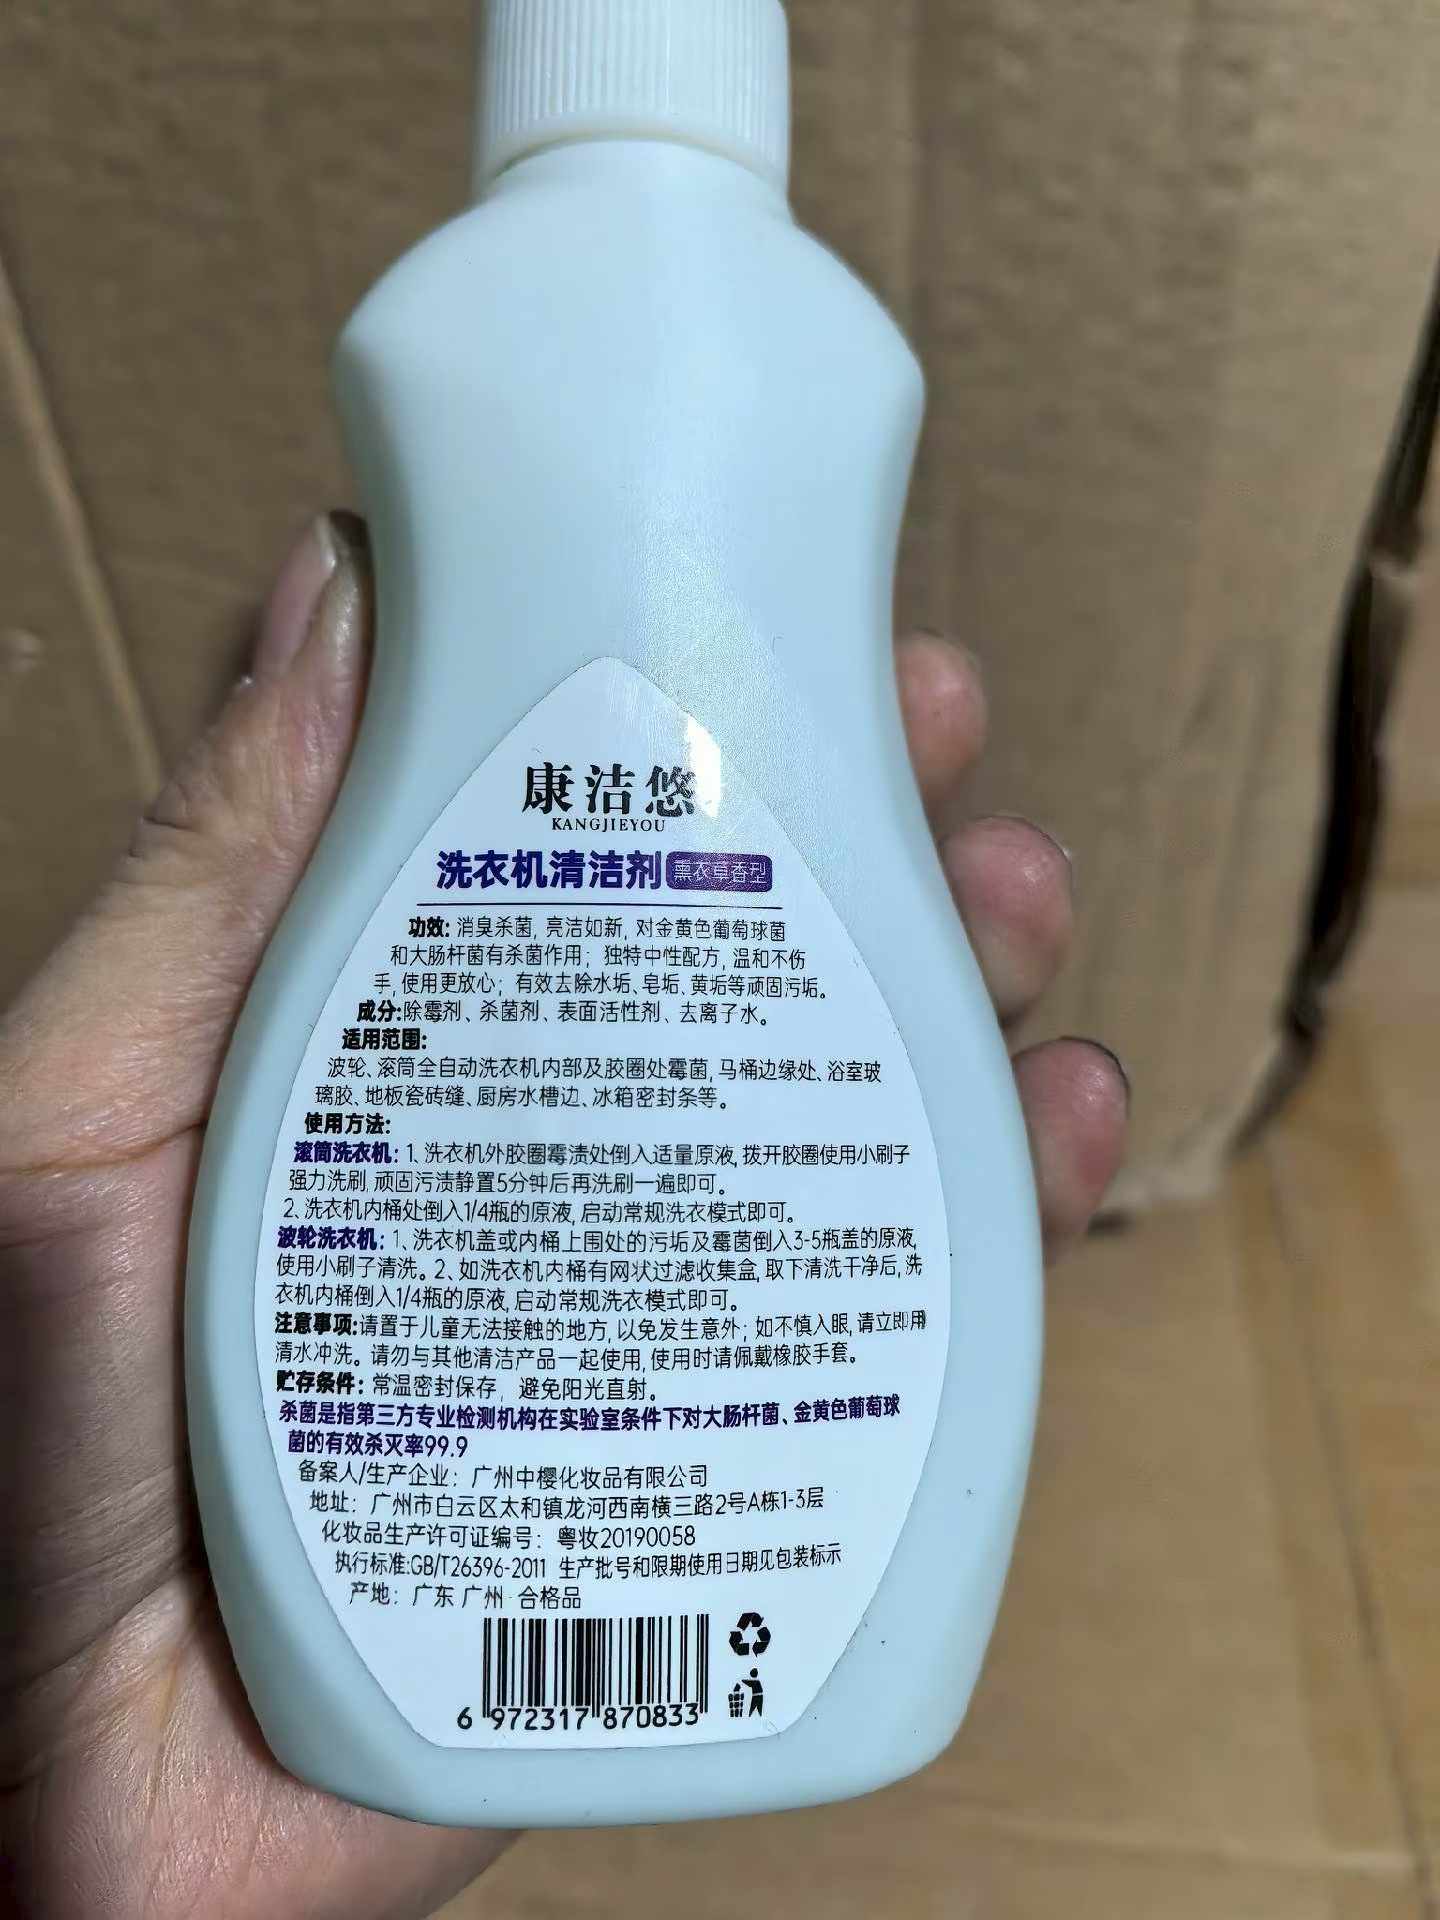 康洁悠
KANGJIEYOU
洗衣机清洁剂 薰衣草香型
功效: 消臭杀菌, 亮洁如新, 对金黄色葡萄球菌
和大肠杆菌有杀菌作用；独特中性配方, 温和不伤
手, 使用更放心；有效去除水垢、皂垢、黄垢等顽固污垢。
成分:除霉剂、杀菌剂、表面活性剂、去离子水。
适用范围:
波轮、滚筒全自动洗衣机内部及胶圈处霉菌, 马桶边缘处、浴室玻
璃胶、地板瓷砖缝、厨房水槽边、冰箱密封条等。
使用方法:
滚筒洗衣机: 1、洗衣机外胶圈霉渍处倒入适量原液, 拨开胶圈使用小刷子
强力洗刷, 顽固污渍静置5分钟后再洗刷一遍即可。
2、洗衣机内桶处倒入1/4瓶的原液, 启动常规洗衣模式即可。
波轮洗衣机: 1、洗衣机盖或内桶上围处的污垢及霉菌倒入3-5瓶盖的原液,
使用小刷子清洗。2、如洗衣机内桶有网状过滤收集盒, 取下清洗干净后, 洗
衣机内桶倒入1/4瓶的原液, 启动常规洗衣模式即可。
注意事项:请置于儿童无法接触的地方, 以免发生意外；如不慎入眼, 请立即用
清水冲洗。请勿与其他清洁产品一起使用, 使用时请佩戴橡胶手套。
贮存条件: 常温密封保存, 避免阳光直射。
杀菌是指第三方专业检测机构在实验室条件下对大肠杆菌、金黄色葡萄球
菌的有效杀灭率99.9
备案人/生产企业: 广州中樱化妆品有限公司
地址: 广州市白云区太和镇龙河西南横三路2号A栋1-3层
化妆品生产许可证编号: 粤妆20190058
执行标准:GB/T26396-2011 生产批号和限期使用日期见包装标示
产地: 广东 广州 合格品
6 972317 870833